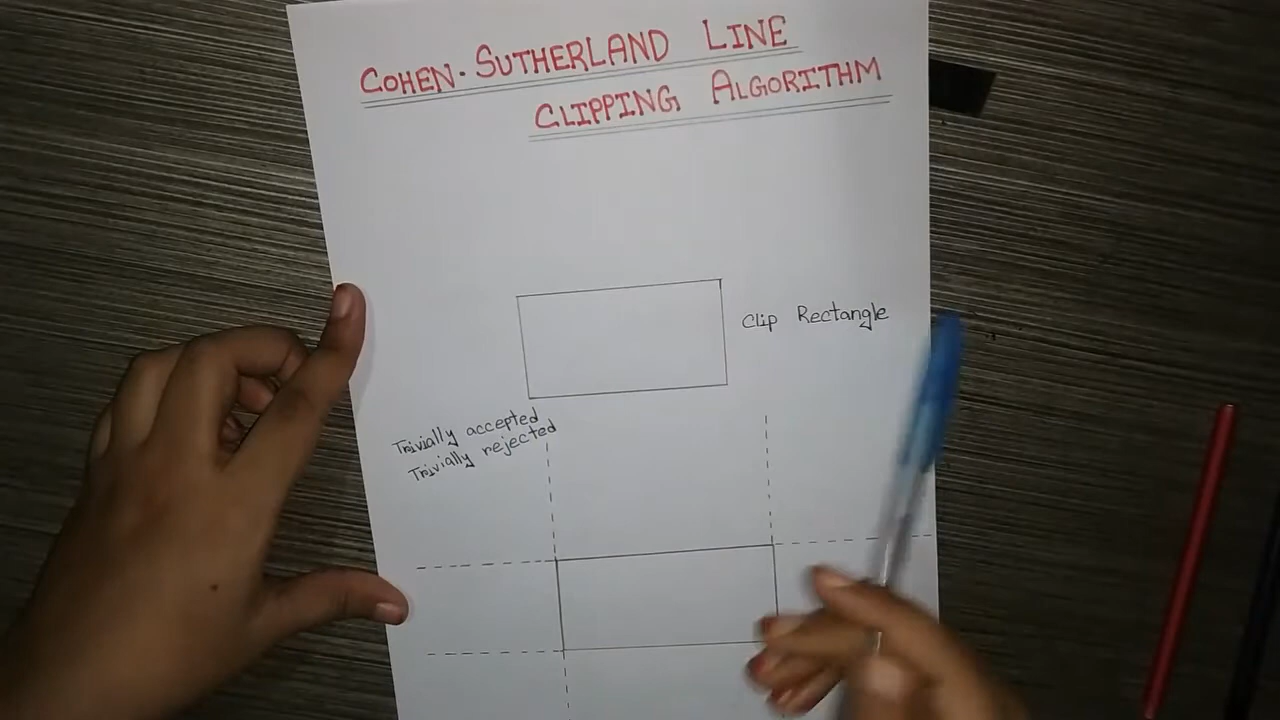 COHEN-SUTHERLAND LINE
CLIPPING ALGORITHM
Clip Rectangle
Trivially accepted
Trivially rejected